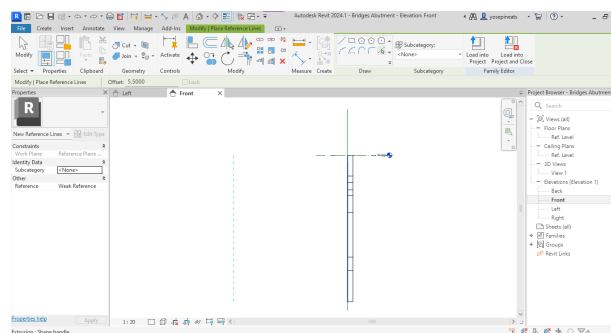 Autodesk Revit 2024.1 - Bridges Abutment - Elevation: Front
yosepineats
File Create Insert Annotate View Manage Add-Ins Modify | Place Reference Lines
Modify
Paste
Cut
Join
Activate
Subcategory:
<None>
Load into Project
Load into Project and Close
Select Properties Clipboard Geometry Controls Modify Measure Create Draw Subcategory Family Editor
Modify | Place Reference Lines Offset: 5.5000 Lock
Properties
Left
Front
Project Browser - Bridges Abutmen
R
Search
New Reference Lines Edit Type
Constraints
Work Plane Reference Planes ...
Identity Data
Subcategory <None>
Other
Reference Weak Reference
Views (all)
Floor Plans
Ref. Level
Ceiling Plans
Ref. Level
3D Views
View 1
Elevations (Elevation 1)
Back
Front
Left
Right
Sheets (all)
Families
Groups
Revit Links
Properties help Apply
1 : 20
Extrusion : Shape handle